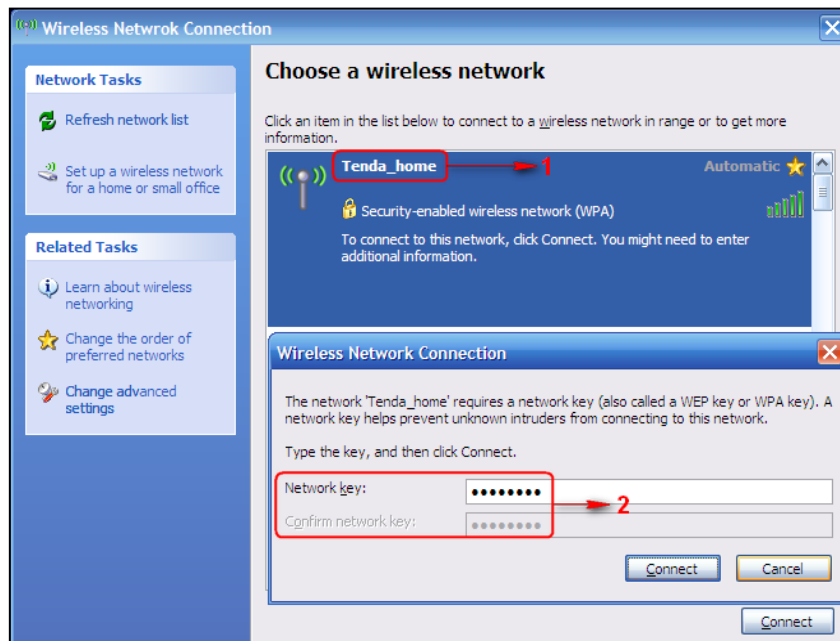 Wireless Netwrok Connection
Network Tasks
Refresh network list
Set up a wireless network
for a home or small office
Related Tasks
Learn about wireless
networking
Change the order of
preferred networks
Change advanced
settings
Choose a wireless network
Click an item in the list below to connect to a wireless network in range or to get more
information.
Tenda_home
1
Automatic
Security-enabled wireless network (WPA)
To connect to this network, click Connect. You might need to enter
additional information.
Wireless Network Connection
The network 'Tenda_home' requires a network key (also called a WEP key or WPA key). A
network key helps prevent unknown intruders from connecting to this network.
Type the key, and then click Connect.
Network key: ••••••••
2
Confirm network key: ••••••••
Connect Cancel
Connect